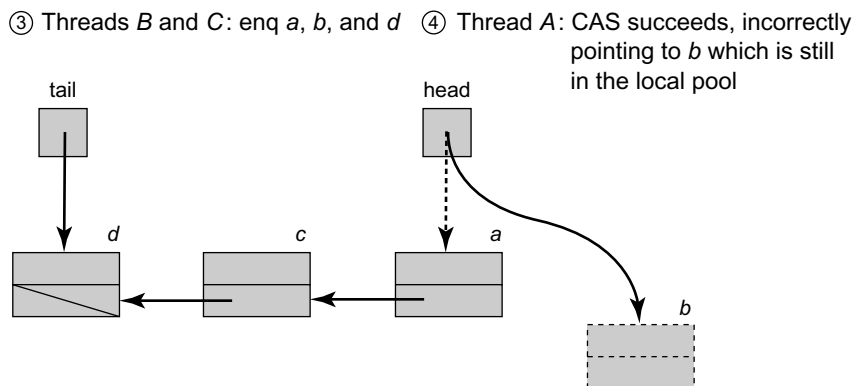 ③ Threads B and C: enq a, b, and d
④ Thread A: CAS succeeds, incorrectly
pointing to b which is still
in the local pool
tail
head
d
c
a
b